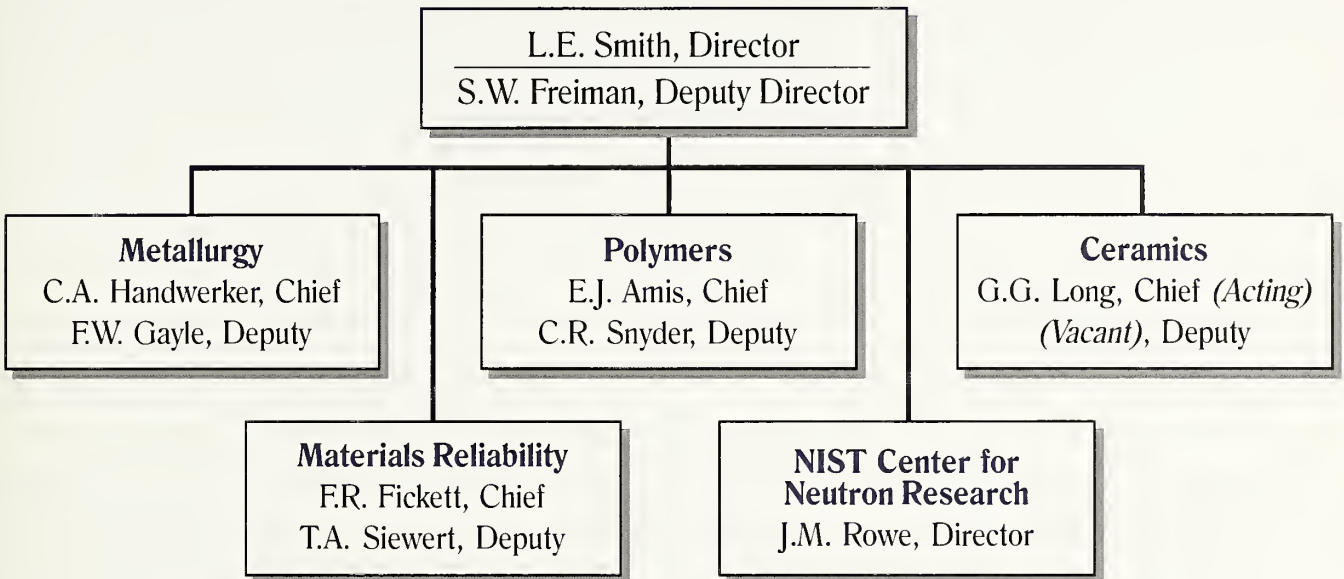 L.E. Smith, Director
S.W. Freiman, Deputy Director
Metallurgy
C.A. Handwerker, Chief
F.W. Gayle, Deputy
Polymers
E.J. Amis, Chief
C.R. Snyder, Deputy
Ceramics
G.G. Long, Chief (Acting)
(Vacant), Deputy
Materials Reliability
F.R. Fickett, Chief
T.A. Siewert, Deputy
NIST Center for
Neutron Research
J.M. Rowe, Director